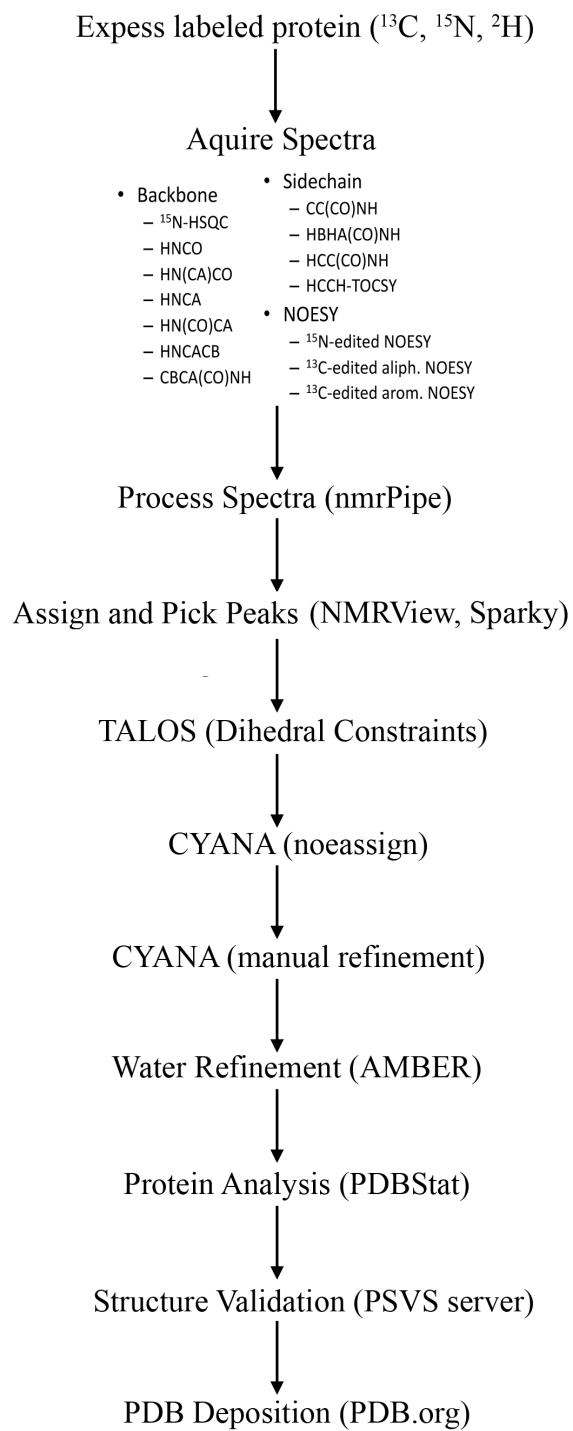 Expess labeled protein (¹³C, ¹⁵N, ²H)
Aquire Spectra
• Backbone
– ¹⁵N-HSQC
– HNCO
– HN(CA)CO
– HNCA
– HN(CO)CA
– HNCACB
– CBCA(CO)NH
• Sidechain
– CC(CO)NH
– HBHA(CO)NH
– HCC(CO)NH
– HCCH-TOCSY
• NOESY
– ¹⁵N-edited NOESY
– ¹³C-edited aliph. NOESY
– ¹³C-edited arom. NOESY
Process Spectra (nmrPipe)
Assign and Pick Peaks (NMRView, Sparky)
TALOS (Dihedral Constraints)
CYANA (noeassign)
CYANA (manual refinement)
Water Refinement (AMBER)
Protein Analysis (PDBStat)
Structure Validation (PSVS server)
PDB Deposition (PDB.org)